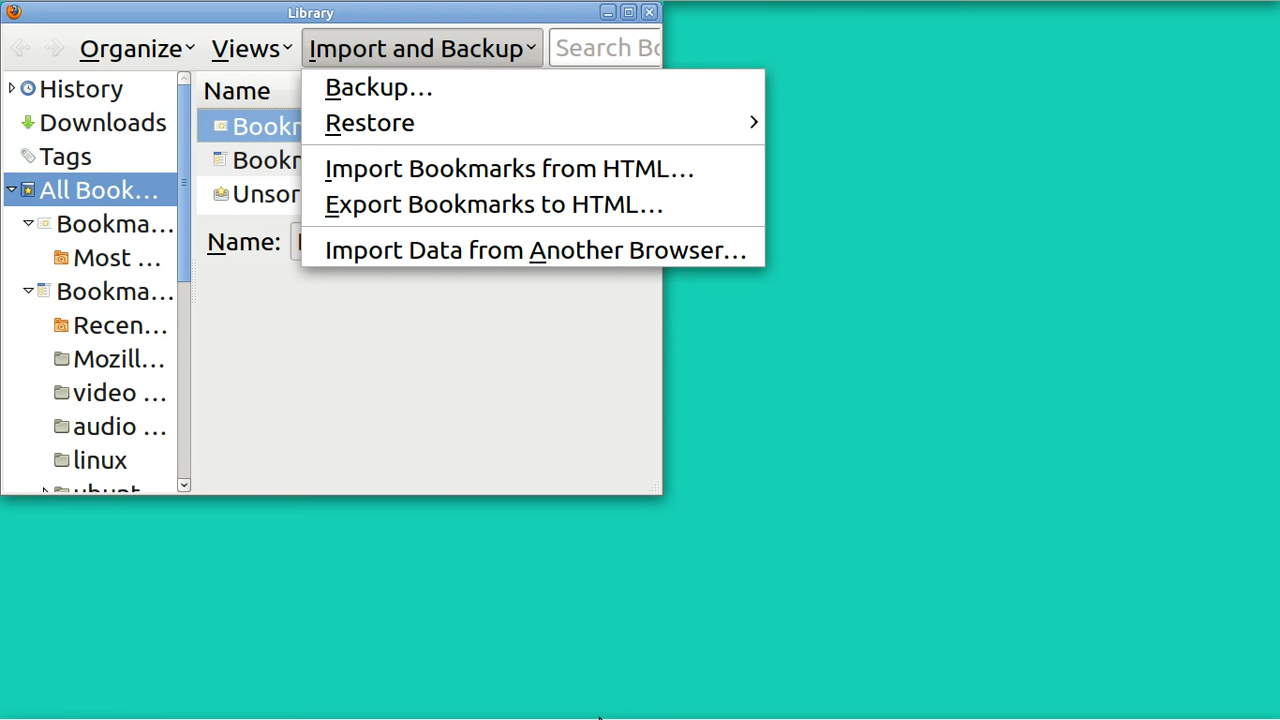 Library
Organize Views Import and Backup Search Bo
History
Downloads
Tags
All Book...
Bookma...
Most ...
Bookma...
Recen...
Mozill...
video ...
audio ...
linux
ubunt
Name
Bookm
Bookm
Unsor
Name:
Backup...
Restore
Import Bookmarks from HTML...
Export Bookmarks to HTML...
Import Data from Another Browser...